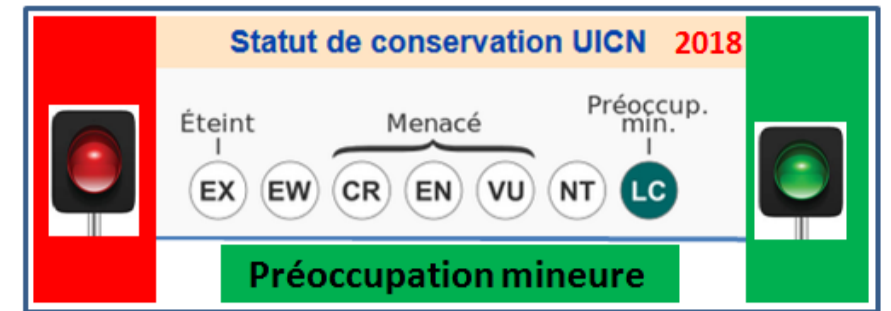 Statut de conservation UICN 2018
Éteint Menacé Préoccup. min.
EX EW CR EN VU NT LC
Préoccupation mineure